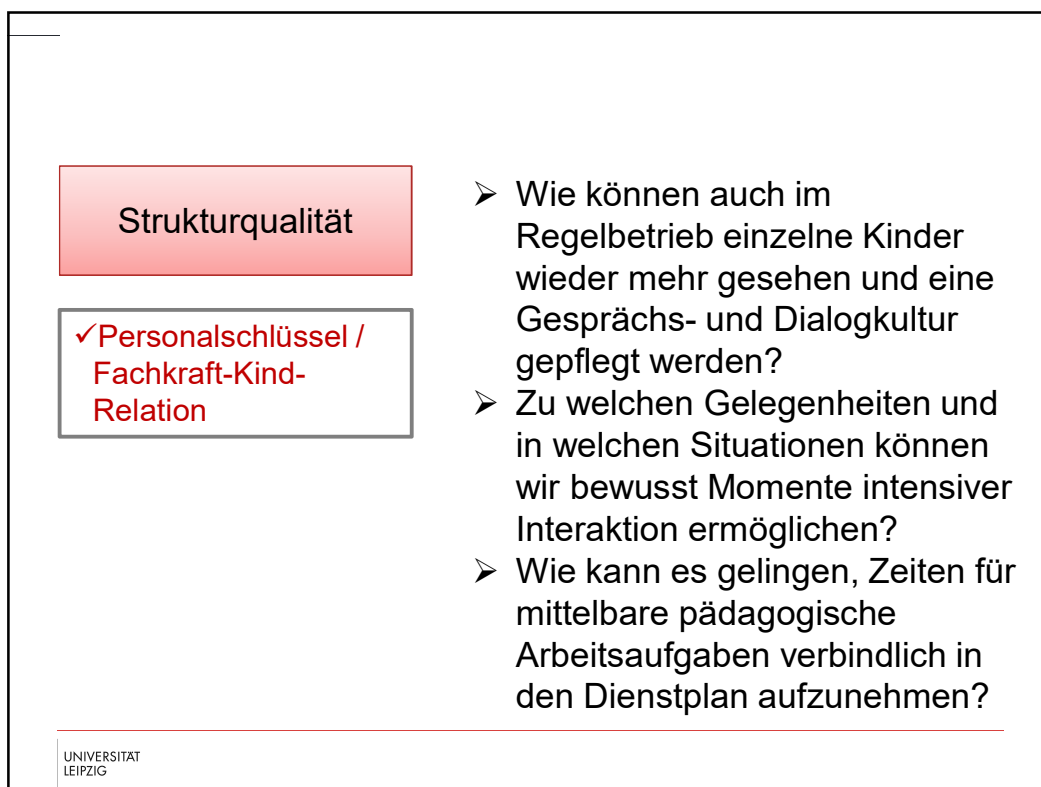 Strukturqualität
✓Personalschlüssel /
Fachkraft-Kind-
Relation
➢ Wie können auch im
Regelbetrieb einzelne Kinder
wieder mehr gesehen und eine
Gesprächs- und Dialogkultur
gepflegt werden?
➢ Zu welchen Gelegenheiten und
in welchen Situationen können
wir bewusst Momente intensiver
Interaktion ermöglichen?
➢ Wie kann es gelingen, Zeiten für
mittelbare pädagogische
Arbeitsaufgaben verbindlich in
den Dienstplan aufzunehmen?
UNIVERSITÄT
LEIPZIG